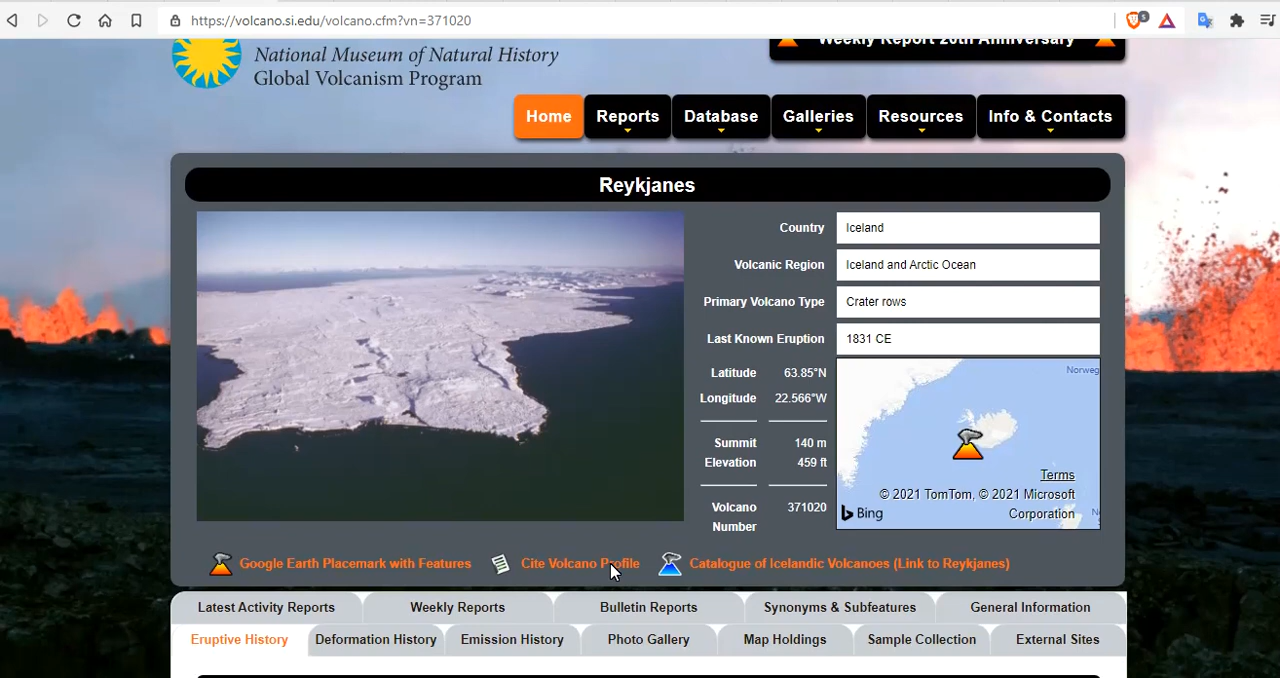 https://volcano.si.edu/volcano.cfm?vn=371020
5
National Museum of Natural History
Global Volcanism Program
Weekly Report 20th Anniversary
Home
Reports
Database
Galleries
Resources
Info & Contacts
Reykjanes
Country
Iceland
Volcanic Region
Iceland and Arctic Ocean
Primary Volcano Type
Crater rows
Last Known Eruption
1831 CE
Latitude
63.85°N
Longitude
22.566°W
Summit
Elevation
140 m
459 ft
Volcano
Number
371020
Norweg
Terms
© 2021 TomTom, © 2021 Microsoft
Corporation
Bing
Google Earth Placemark with Features
Cite Volcano Profile
Catalogue of Icelandic Volcanoes (Link to Reykjanes)
Latest Activity Reports
Weekly Reports
Bulletin Reports
Synonyms & Subfeatures
General Information
Eruptive History
Deformation History
Emission History
Photo Gallery
Map Holdings
Sample Collection
External Sites